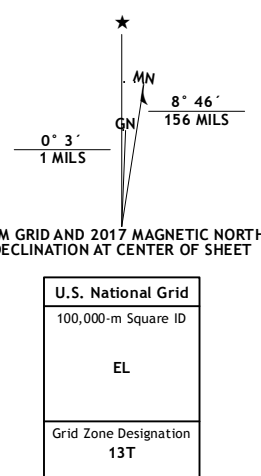 ★
MN
GN
8° 46´
156 MILS
0° 3´
1 MILS
M GRID AND 2017 MAGNETIC NORTH
DECLINATION AT CENTER OF SHEET
U.S. National Grid
100,000-m Square ID
EL
Grid Zone Designation
13T